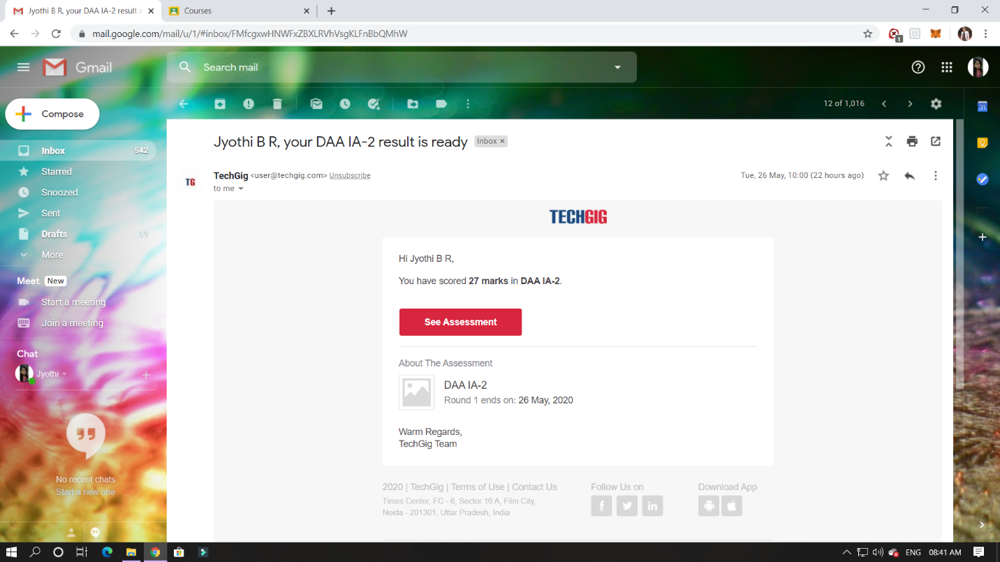 Jyothi B R, your DAA IA-2 result is
Courses
mail.google.com/mail/u/1/#inbox/FMfcgxwHNWFxZBXLRVhVsgKLFnBbQMhW
1
Gmail
Search mail
Compose
12 of 1,016
31
Jyothi B R, your DAA IA-2 result is ready
Inbox ×
Inbox 542
Starred
Snoozed
Sent
Drafts 11
More
TG
TechGig <user@techgig.com> Unsubscribe
Tue, 26 May, 10:00 (22 hours ago)
to me
TECHGIG
Hi Jyothi B R,
You have scored 27 marks in DAA IA-2.
See Assessment
About The Assessment
DAA IA-2
Round 1 ends on: 26 May, 2020
Warm Regards,
TechGig Team
Meet New
Start a meeting
Join a meeting
Chat
Jyothi
No recent chats
Start a new one
2020 | TechGig | Terms of Use | Contact Us
Times Center, FC - 6, Sector 16 A, Film City,
Noida - 201301, Uttar Pradesh, India
Follow Us on
Download App
ENG 08:41 AM